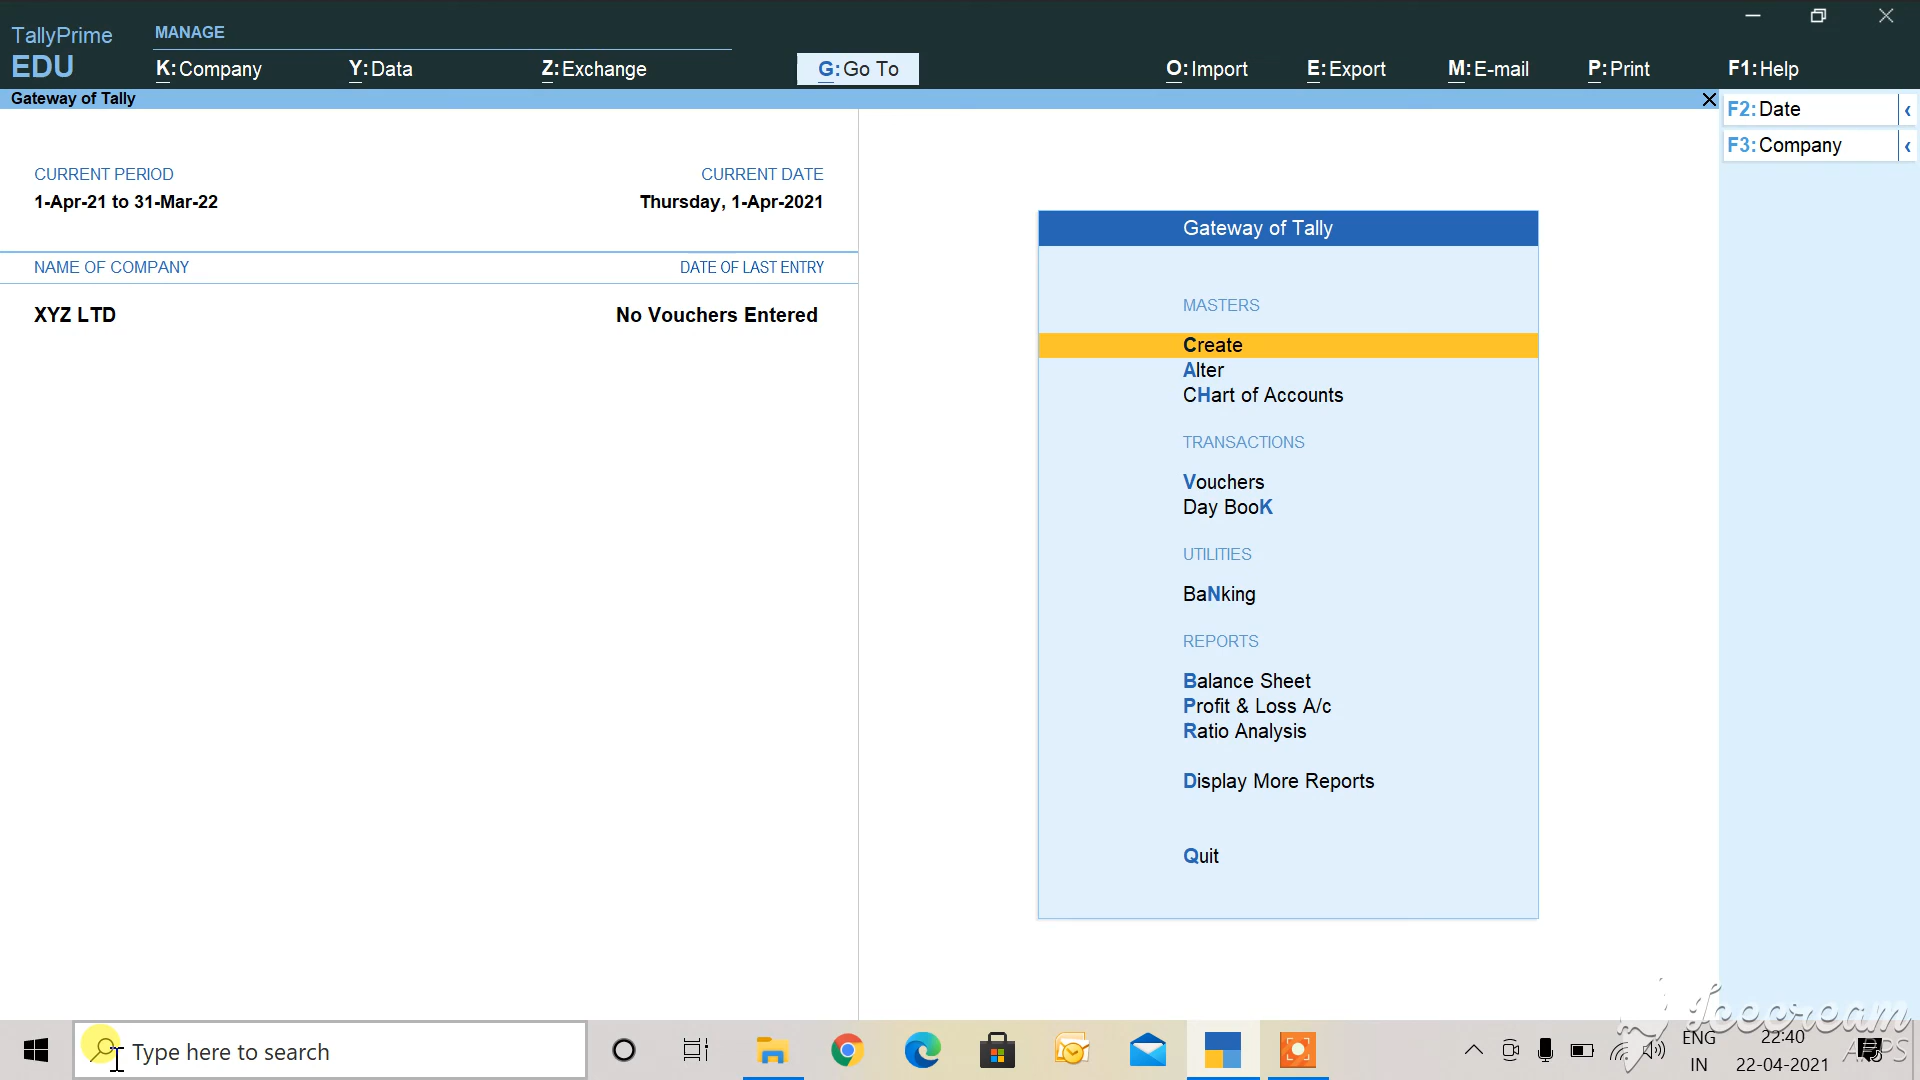 TallyPrime
EDU
MANAGE
K:Company
Y:Data
Z:Exchange
G:Go To
O:Import
E:Export
M:E-mail
P:Print
F1:Help
Gateway of Tally
F2:Date
F3:Company
CURRENT PERIOD
CURRENT DATE
1-Apr-21 to 31-Mar-22
Thursday, 1-Apr-2021
NAME OF COMPANY
DATE OF LAST ENTRY
XYZ LTD
No Vouchers Entered
Gateway of Tally
MASTERS
Create
Alter
CHart of Accounts
TRANSACTIONS
Vouchers
Day BooK
UTILITIES
BaNking
REPORTS
Balance Sheet
Profit & Loss A/c
Ratio Analysis
Display More Reports
Quit
Icecream
APPS
Type here to search
ENG
IN
22:40
22-04-2021